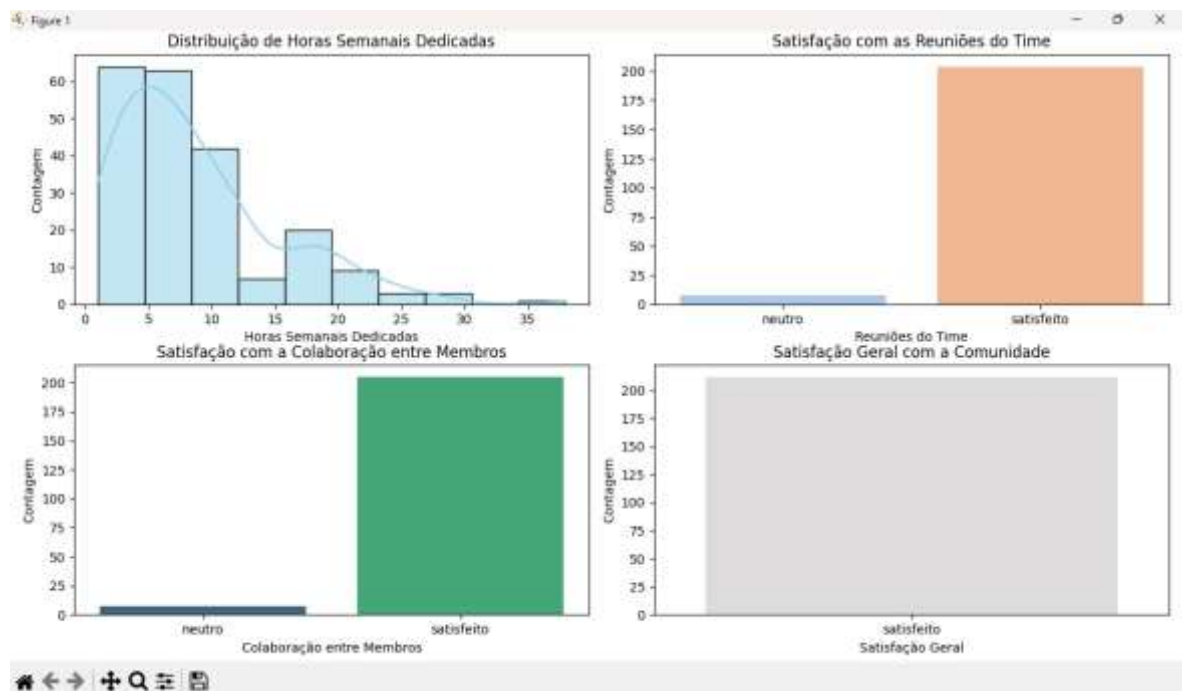 Figure 1
Distribuição de Horas Semanais Dedicadas
Contagem
60
50
40
30
20
10
0
0 5 10 15 20 25 30 35
Horas Semanais Dedicadas
Satisfação com as Reuniões do Time
Contagem
200
175
150
125
100
75
50
25
0
neutro satisfeito
Reuniões do Time
Satisfação com a Colaboração entre Membros
Contagem
200
175
150
125
100
75
50
25
0
neutro satisfeito
Colaboração entre Membros
Satisfação Geral com a Comunidade
Contagem
200
175
150
125
100
75
50
25
0
satisfeito
Satisfação Geral